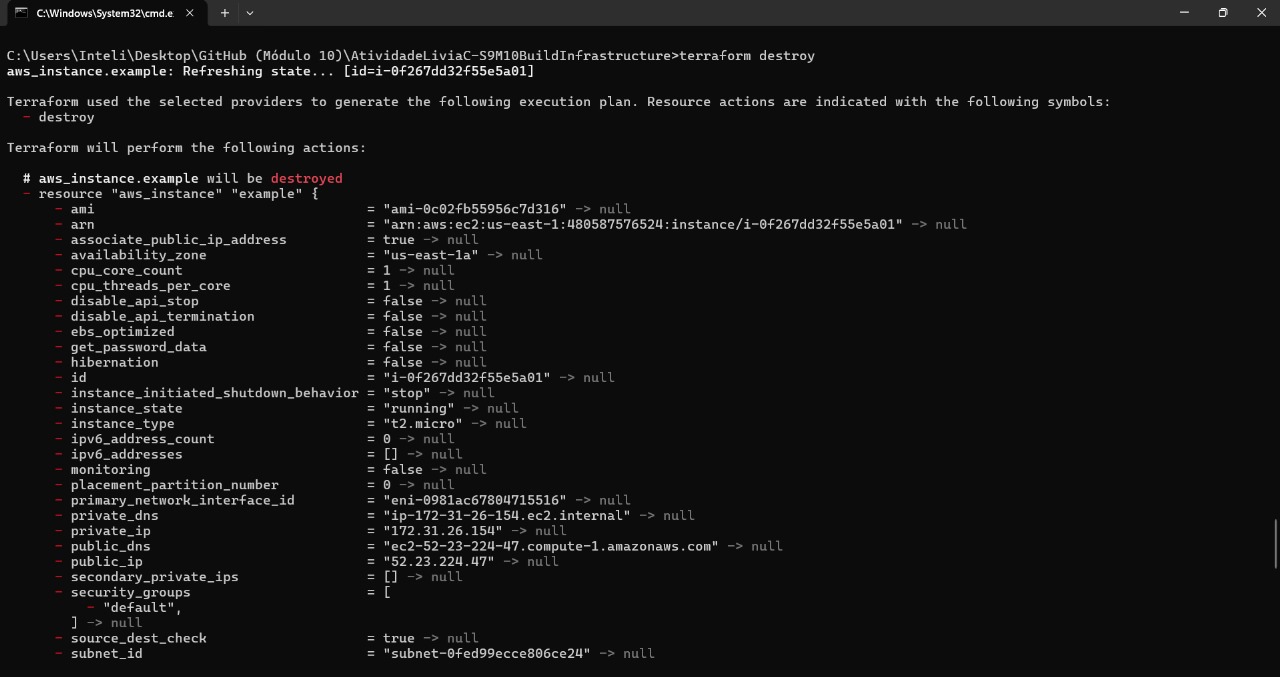 C:\Windows\System32\cmd.e
C:\Users\Inteli\Desktop\GitHub (Módulo 10)\AtividadeLiviaC-S9M10BuildInfrastructure>terraform destroy
aws_instance.example: Refreshing state... [id=i-0f267dd32f55e5a01]
Terraform used the selected providers to generate the following execution plan. Resource actions are indicated with the following symbols:
- destroy
Terraform will perform the following actions:
# aws_instance.example will be destroyed
- resource "aws_instance" "example" {
- ami = "ami-0c02fb55956c7d316" -> null
- arn = "arn:aws:ec2:us-east-1:480587576524:instance/i-0f267dd32f55e5a01" -> null
- associate_public_ip_address = true -> null
- availability_zone = "us-east-1a" -> null
- cpu_core_count = 1 -> null
- cpu_threads_per_core = 1 -> null
- disable_api_stop = false -> null
- disable_api_termination = false -> null
- ebs_optimized = false -> null
- get_password_data = false -> null
- hibernation = false -> null
- id = "i-0f267dd32f55e5a01" -> null
- instance_initiated_shutdown_behavior = "stop" -> null
- instance_state = "running" -> null
- instance_type = "t2.micro" -> null
- ipv6_address_count = 0 -> null
- ipv6_addresses = [] -> null
- monitoring = false -> null
- placement_partition_number = 0 -> null
- primary_network_interface_id = "eni-0981ac67804715516" -> null
- private_dns = "ip-172-31-26-154.ec2.internal" -> null
- private_ip = "172.31.26.154" -> null
- public_dns = "ec2-52-23-224-47.compute-1.amazonaws.com" -> null
- public_ip = "52.23.224.47" -> null
- secondary_private_ips = [] -> null
- security_groups = [
- "default",
] -> null
- source_dest_check = true -> null
- subnet_id = "subnet-0fed99ecce806ce24" -> null